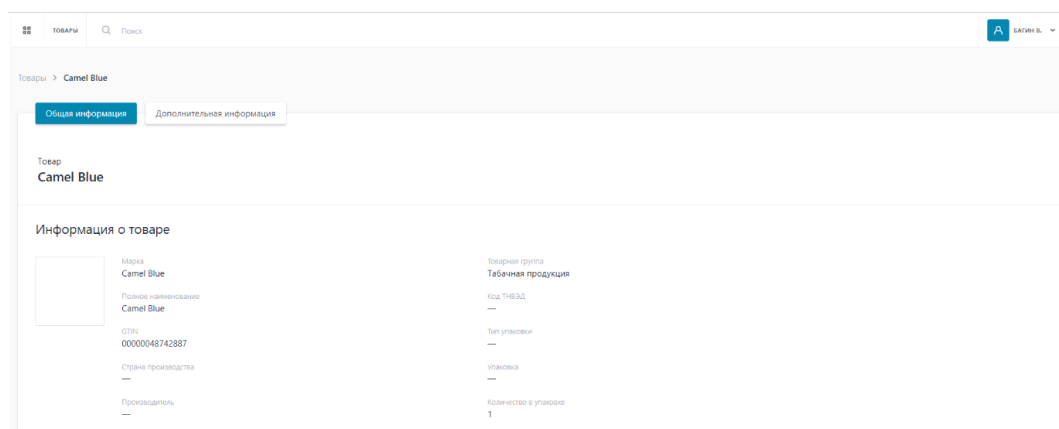 ТОВАРЫ Поиск БАГИН В.
Товары > Camel Blue
Общая информация Дополнительная информация
Товар
Camel Blue
Информация о товаре
Марка Товарная группа
Camel Blue Табачная продукция
Полное наименование Код ТНВЭД
Camel Blue —
GTIN Тип упаковки
00000048742887 —
Страна производства Упаковка
— —
Производитель Количество в упаковке
— 1